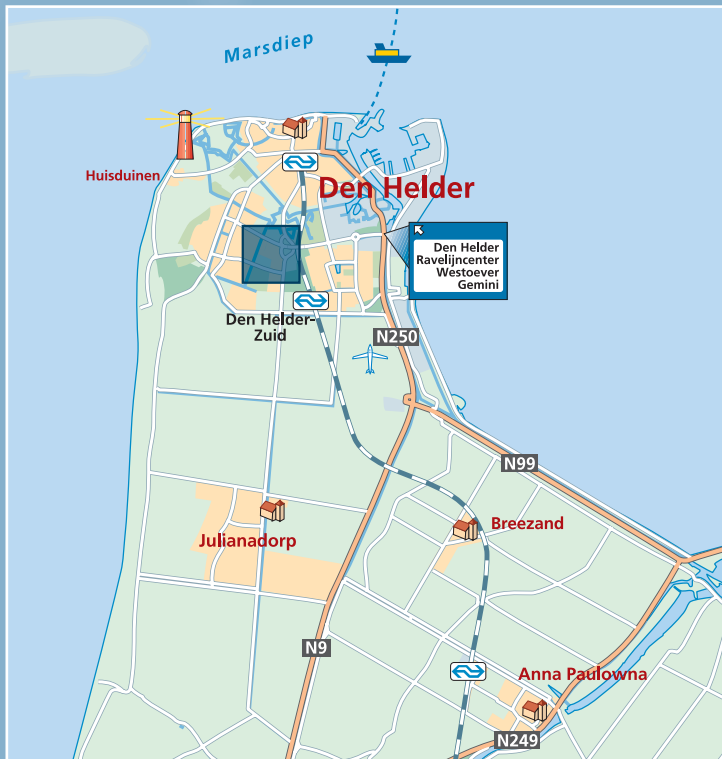 Marsdiep
Huisduinen
Den Helder
Den Helder
Ravelijncenter
Westoever
Gemini
Den Helder-
Zuid
N250
N99
Julianadorp
Breezand
N9
Anna Paulowna
N249